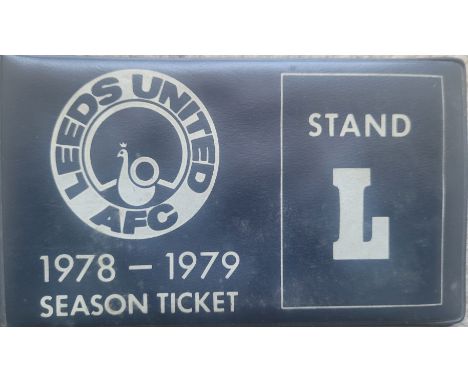 LEEDS UNITED
AFC
1978 – 1979
SEASON TICKET
STAND
L